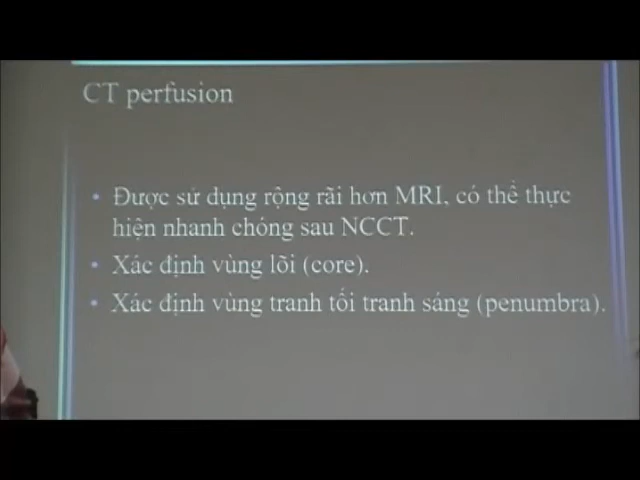 CT perfusion
• Được sử dụng rộng rãi hơn MRI, có thể thực
hiện nhanh chóng sau NCCT.
• Xác định vùng lõi (core).
• Xác định vùng tranh tối tranh sáng (penumbra).